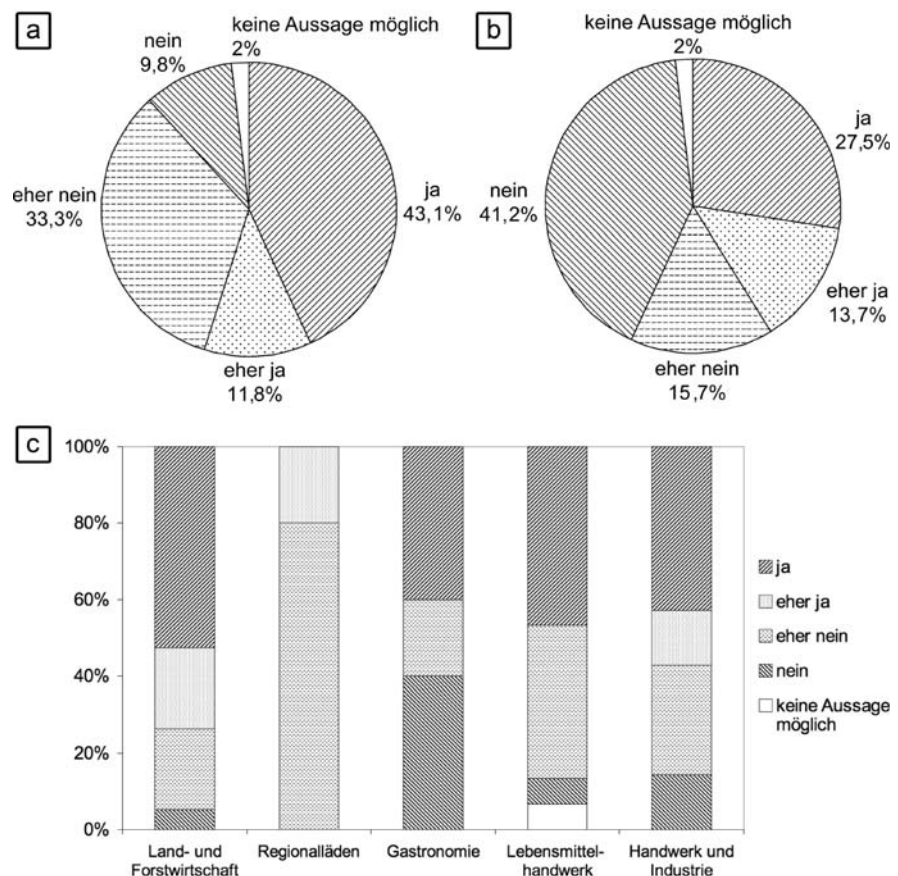 a
keine Aussage möglich
2%
nein
9,8%
eher nein
33,3%
ja
43,1%
eher ja
11,8%
b
keine Aussage möglich
2%
ja
27,5%
nein
41,2%
eher ja
13,7%
eher nein
15,7%
c
100%
80%
60%
40%
20%
0%
Land- und
Forstwirtschaft
Regionalläden
Gastronomie
Lebensmittel-
handwerk
Handwerk und
Industrie
ja
eher ja
eher nein
nein
keine Aussage
möglich